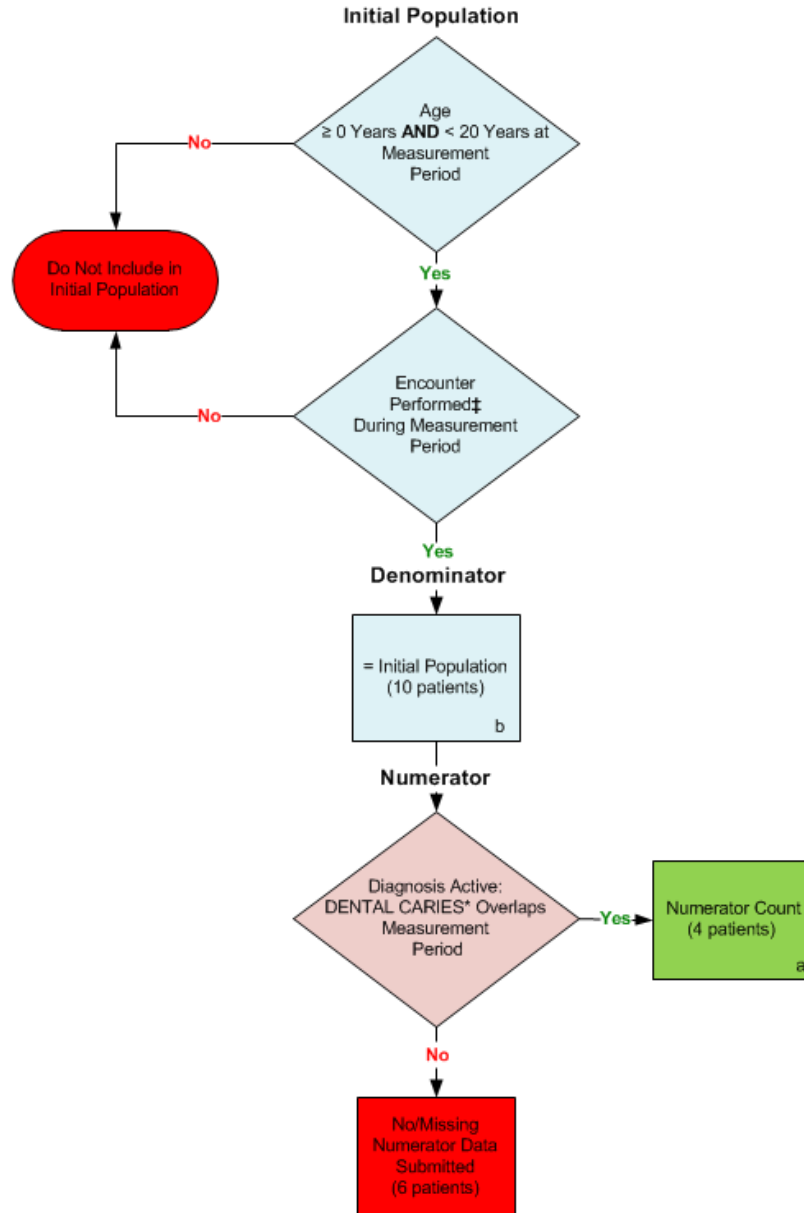 Initial Population
Age
≥ 0 Years AND < 20 Years at
Measurement
Period
No
Do Not Include in
Initial Population
Yes
Encounter
Performed‡
During Measurement
Period
No
Yes
Denominator
= Initial Population
(10 patients)
b
Numerator
Diagnosis Active:
DENTAL CARIES* Overlaps
Measurement
Period
Yes
Numerator Count
(4 patients)
a
No
No/Missing
Numerator Data
Submitted
(6 patients)